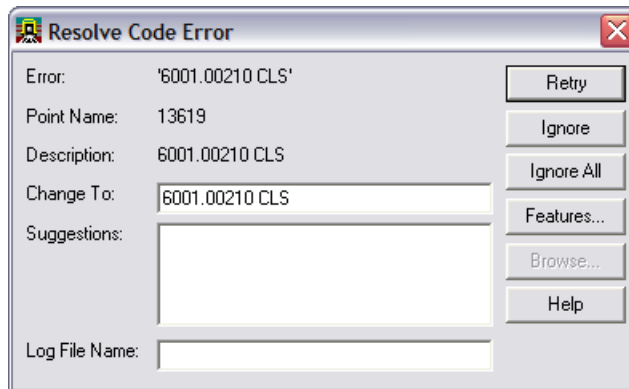 Resolve Code Error
Error: '6001.00210 CLS'
Retry
Point Name: 13619
Ignore
Description: 6001.00210 CLS
Ignore All
Change To: 6001.00210 CLS
Features...
Suggestions:
Browse...
Help
Log File Name: